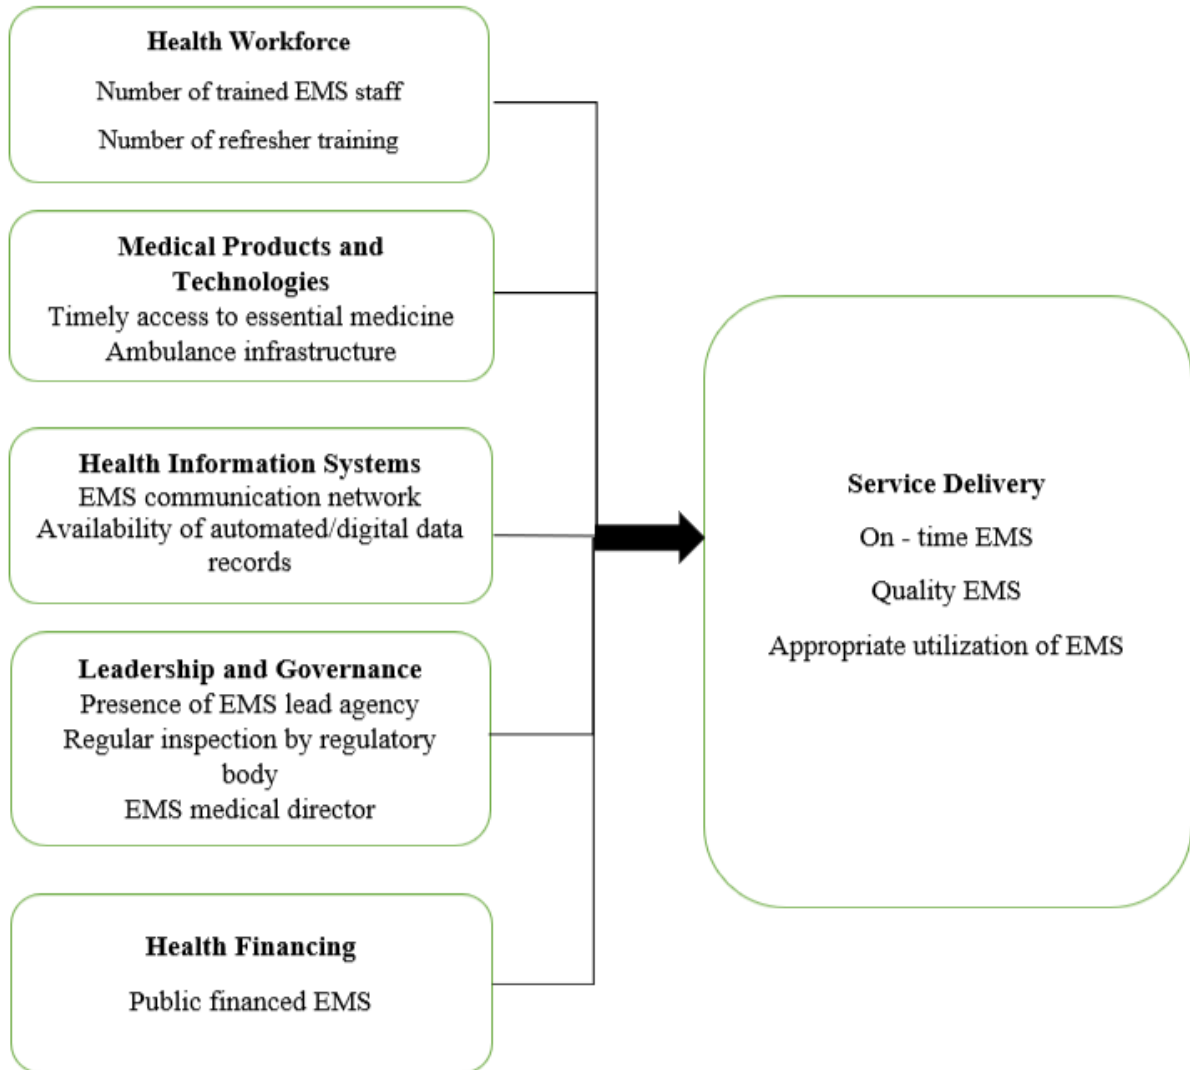 Health Workforce
Number of trained EMS staff
Number of refresher training
Medical Products and
Technologies
Timely access to essential medicine
Ambulance infrastructure
Health Information Systems
EMS communication network
Availability of automated/digital data
records
Leadership and Governance
Presence of EMS lead agency
Regular inspection by regulatory
body
EMS medical director
Health Financing
Public financed EMS
Service Delivery
On - time EMS
Quality EMS
Appropriate utilization of EMS